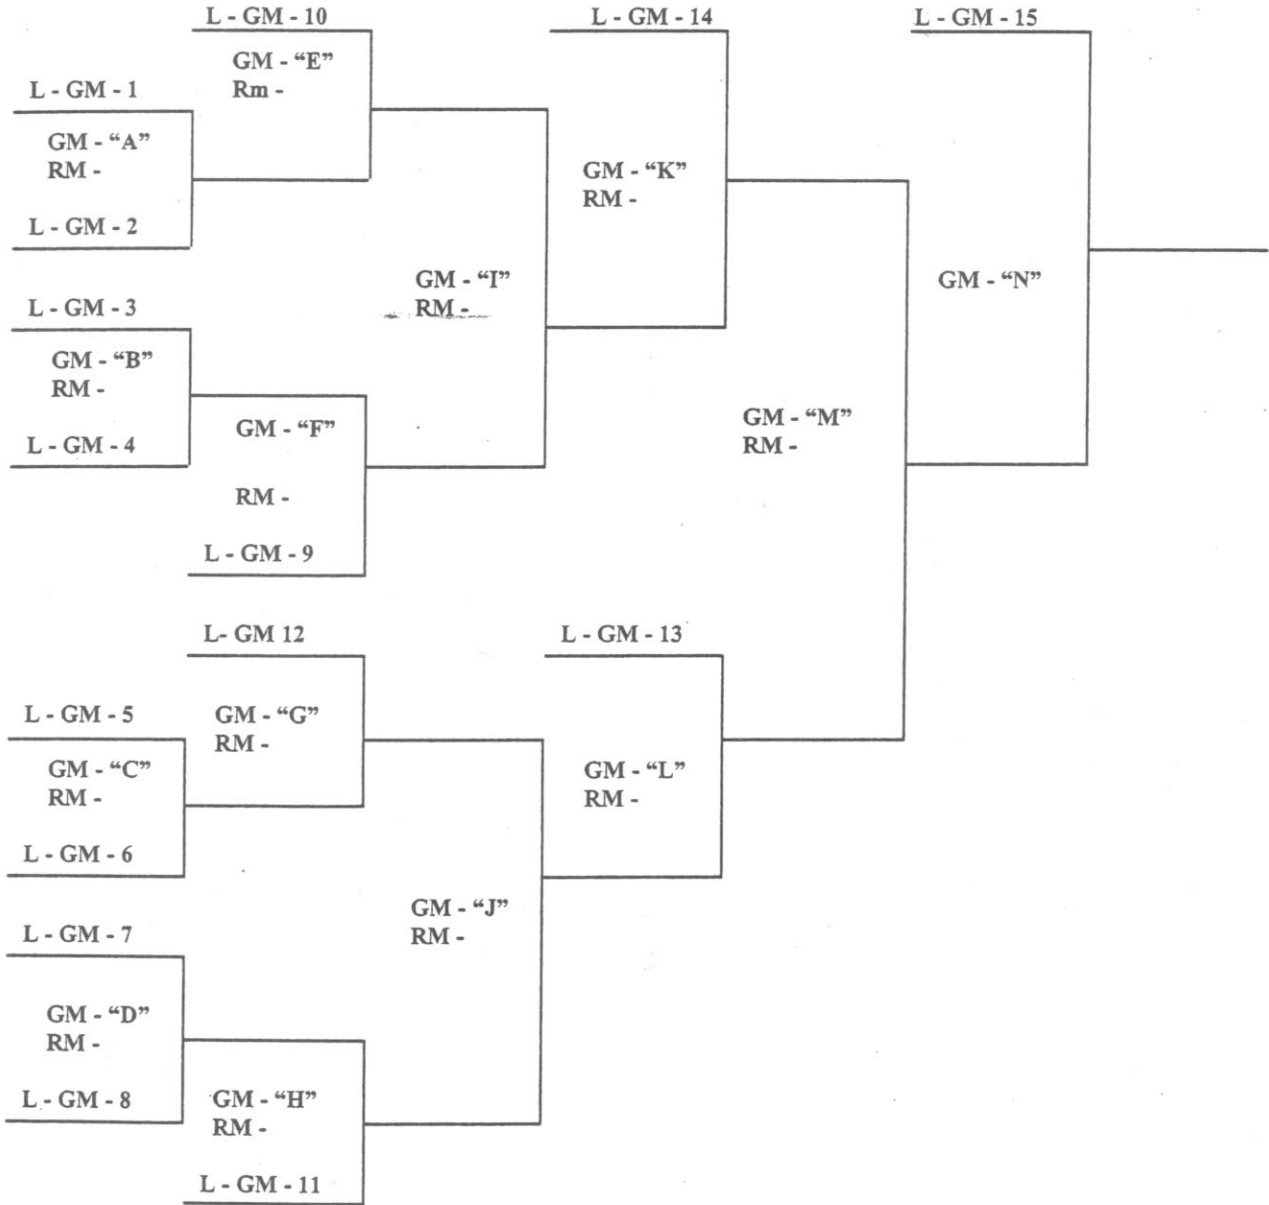 L - GM - 10
L - GM - 14
L - GM - 15
GM - “E”
Rm -
L - GM - 1
GM - “A”
RM -
L - GM - 2
GM - “K”
RM -
GM - “I”
RM -
GM - “N”
L - GM - 3
GM - “B”
RM -
L - GM - 4
GM - “F”
RM -
L - GM - 9
GM - “M”
RM -
L- GM 12
L - GM - 13
L - GM - 5
GM - “G”
RM -
GM - “C”
RM -
L - GM - 6
GM - “L”
RM -
GM - “J”
RM -
L - GM - 7
GM - “D”
RM -
L - GM - 8
GM - “H”
RM -
L - GM - 11